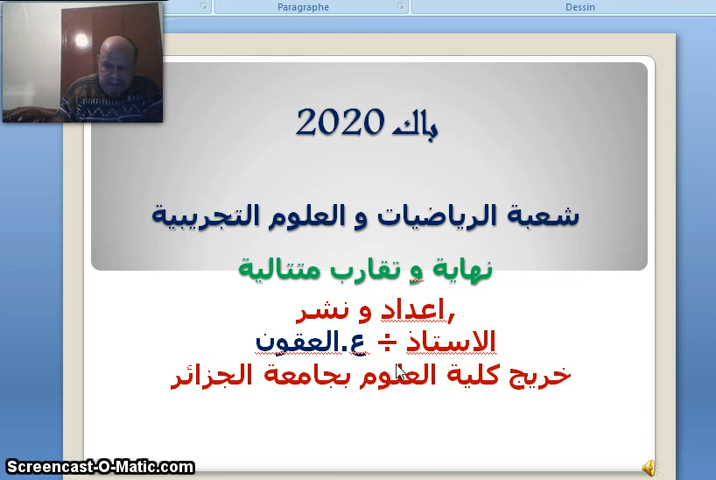 Paragraphe
Dessin
باك 2020
شعبة الرياضيات و العلوم التجريبية
نهاية و تقارب متتالية
,اعداد و نشر
الاستاذ ÷ ع.العقون
خريج كلية العلوم بجامعة الجزائر
Screencast-O-Matic.com